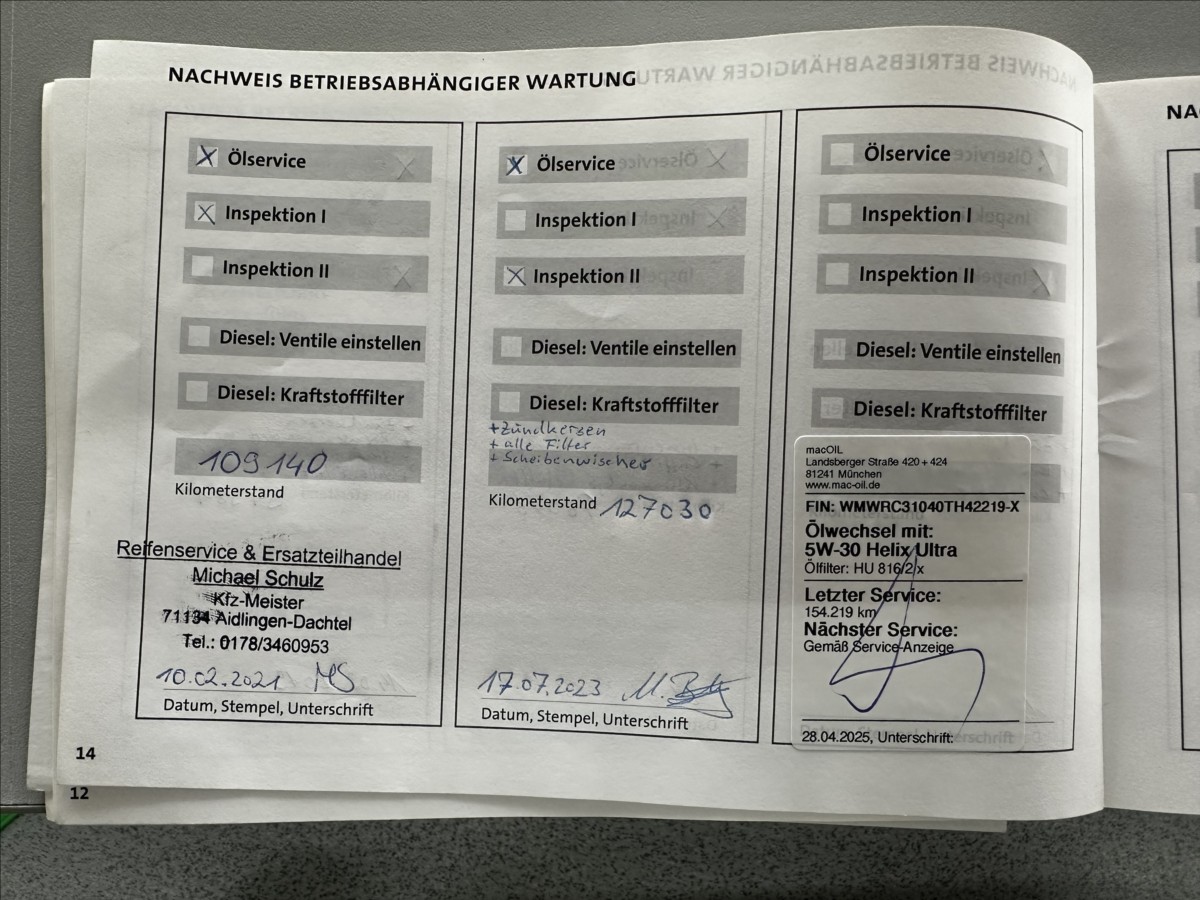 NACHWEIS BETRIEBSABHÄNGIGER WARTUNG
Ölservice
Inspektion I
Inspektion II
Diesel: Ventile einstellen
Diesel: Kraftstofffilter
109140
Kilometerstand
Reifenservice & Ersatzteilhandel
Michael Schulz
Kfz-Meister
71134 Aidlingen-Dachtel
Tel.: 0178/3460953
10.02.2021 MS
Datum, Stempel, Unterschrift
Ölservice
Inspektion I
Inspektion II
Diesel: Ventile einstellen
Diesel: Kraftstofffilter
+Zündkerzen
+ alle Filter
+ Scheibenwischer
Kilometerstand 127030
17.07.2023
Datum, Stempel, Unterschrift
Ölservice
Inspektion I
Inspektion II
Diesel: Ventile einstellen
Diesel: Kraftstofffilter
macOIL
Landsberger Straße 420 + 424
81241 München
www.mac-oil.de
FIN: WMWRC31040TH42219-X
Ölwechsel mit:
5W-30 Helix Ultra
Ölfilter: HU 816/2 x
Letzter Service:
154.219 km
Nächster Service:
Gemäß Service-Anzeige
28.04.2025, Unterschrift:
14
12
NA